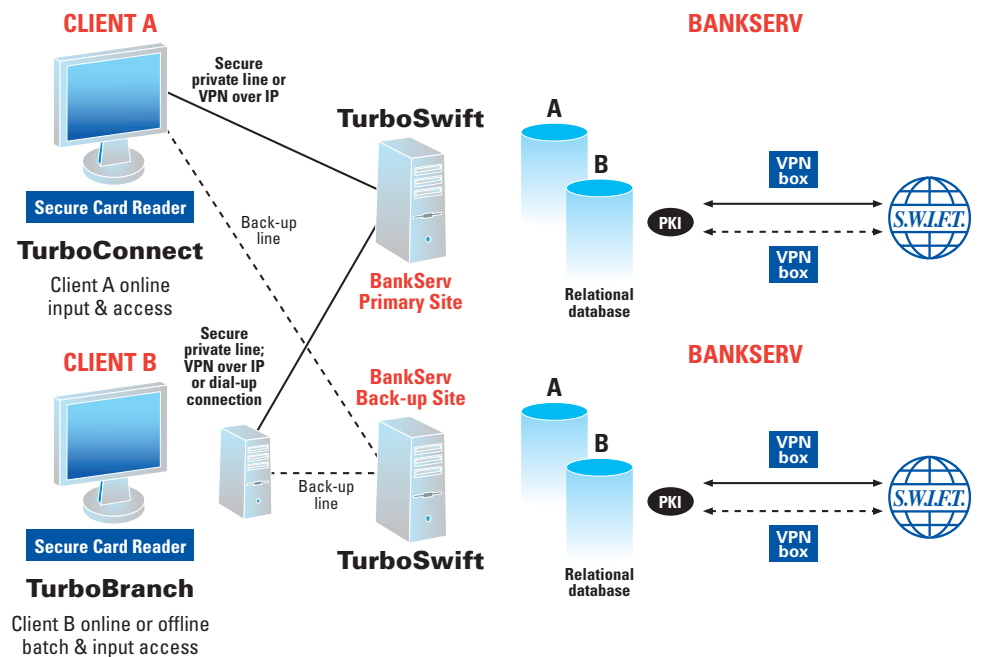 CLIENT A
Secure
private line or
VPN over IP
Secure Card Reader
TurboConnect
Client A online
input & access
Back-up
line
TurboSwift
BankServ
Primary Site
CLIENT B
Secure
private line;
VPN over IP
or dial-up
connection
Secure Card Reader
TurboBranch
Client B online or offline
batch & input access
Back-up
line
BankServ
Back-up Site
TurboSwift
BANKSERV
A
B
Relational
database
PKI
VPN
box
VPN
box
S.W.I.F.T.
BANKSERV
A
B
Relational
database
PKI
VPN
box
VPN
box
S.W.I.F.T.